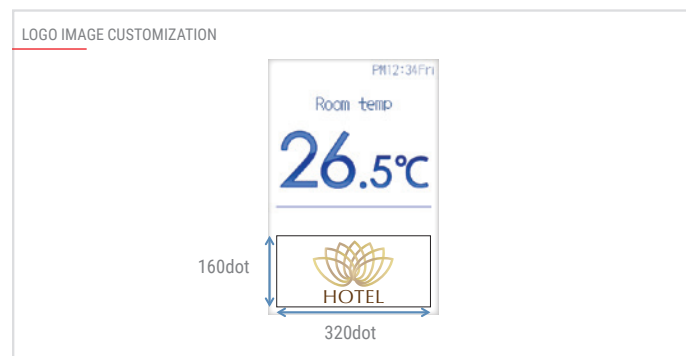 LOGO IMAGE CUSTOMIZATION
PM12:34Fri
Room temp
26.5℃
160dot
HOTEL
320dot